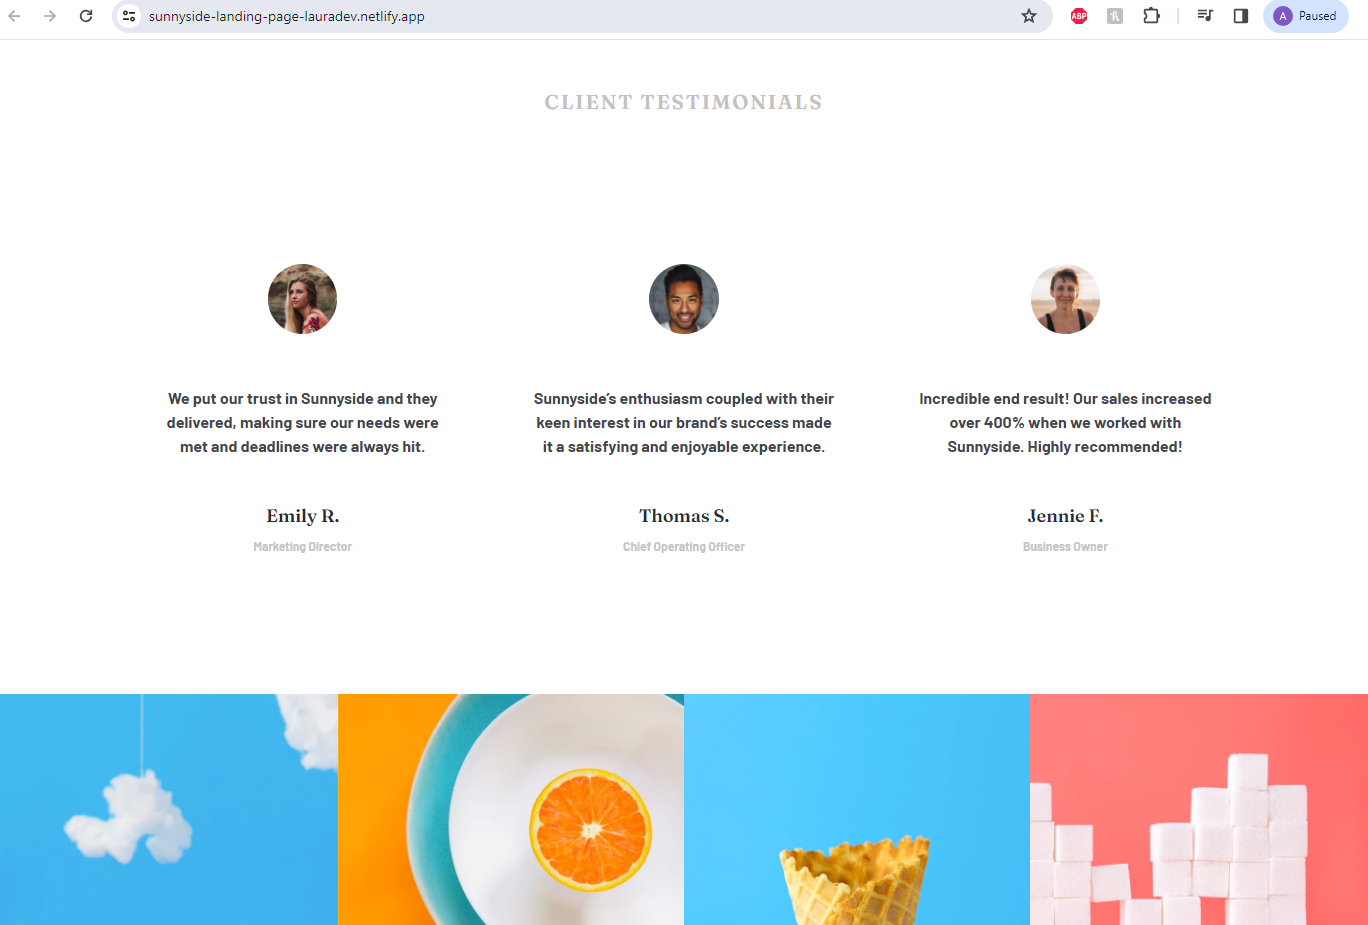 sunnyside-landing-page-lauradev.netlify.app
ABP
A
Paused
CLIENT TESTIMONIALS
We put our trust in Sunnyside and they
delivered, making sure our needs were
met and deadlines were always hit.
Emily R.
Marketing Director
Sunnyside’s enthusiasm coupled with their
keen interest in our brand’s success made
it a satisfying and enjoyable experience.
Thomas S.
Chief Operating Officer
Incredible end result! Our sales increased
over 400% when we worked with
Sunnyside. Highly recommended!
Jennie F.
Business Owner